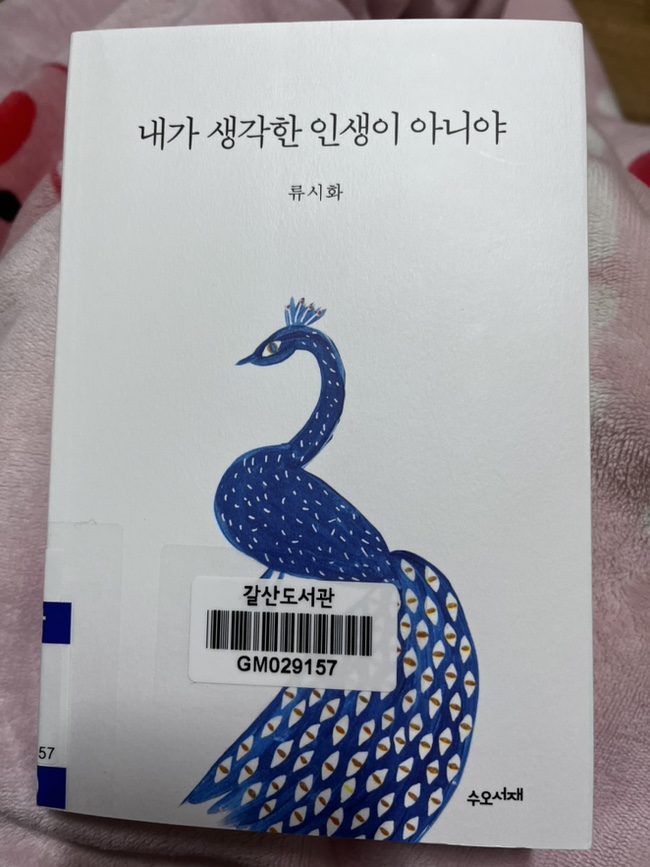 내가 생각한 인생이 아니야
류시화
갈산도서관
GM029157
57
수오서재